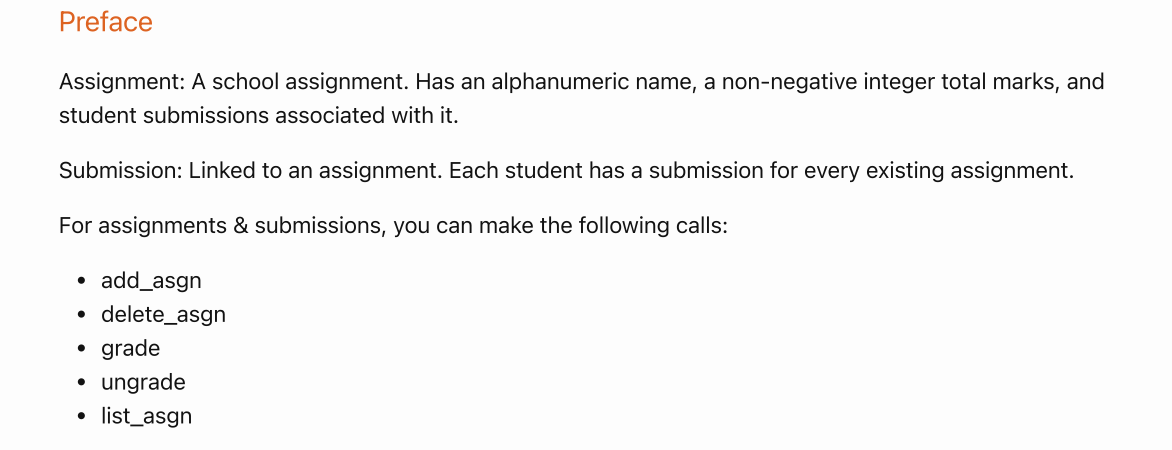 Preface
Assignment: A school assignment. Has an alphanumeric name, a non-negative integer total marks, and
student submissions associated with it.
Submission: Linked to an assignment. Each student has a submission for every existing assignment.
For assignments & submissions, you can make the following calls:
• add_asgn
• delete_asgn
• grade
• ungrade
• list_asgn